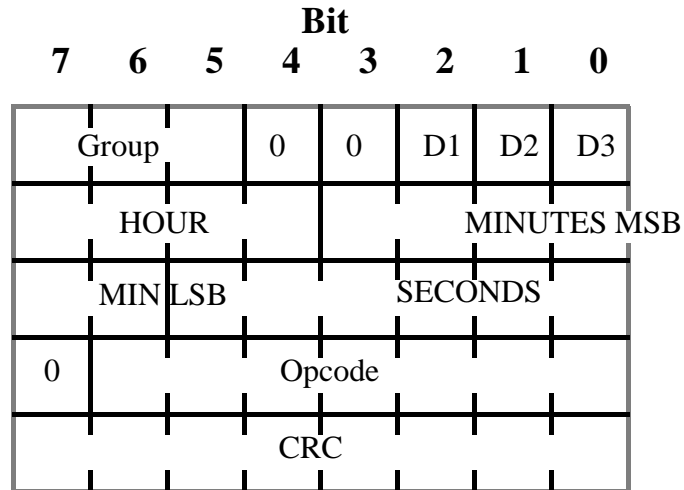 Bit
7 6 5 4 3 2 1 0
Group 0 0 D1 D2 D3
HOUR MINUTES MSB
MIN LSB SECONDS
0 Opcode
CRC